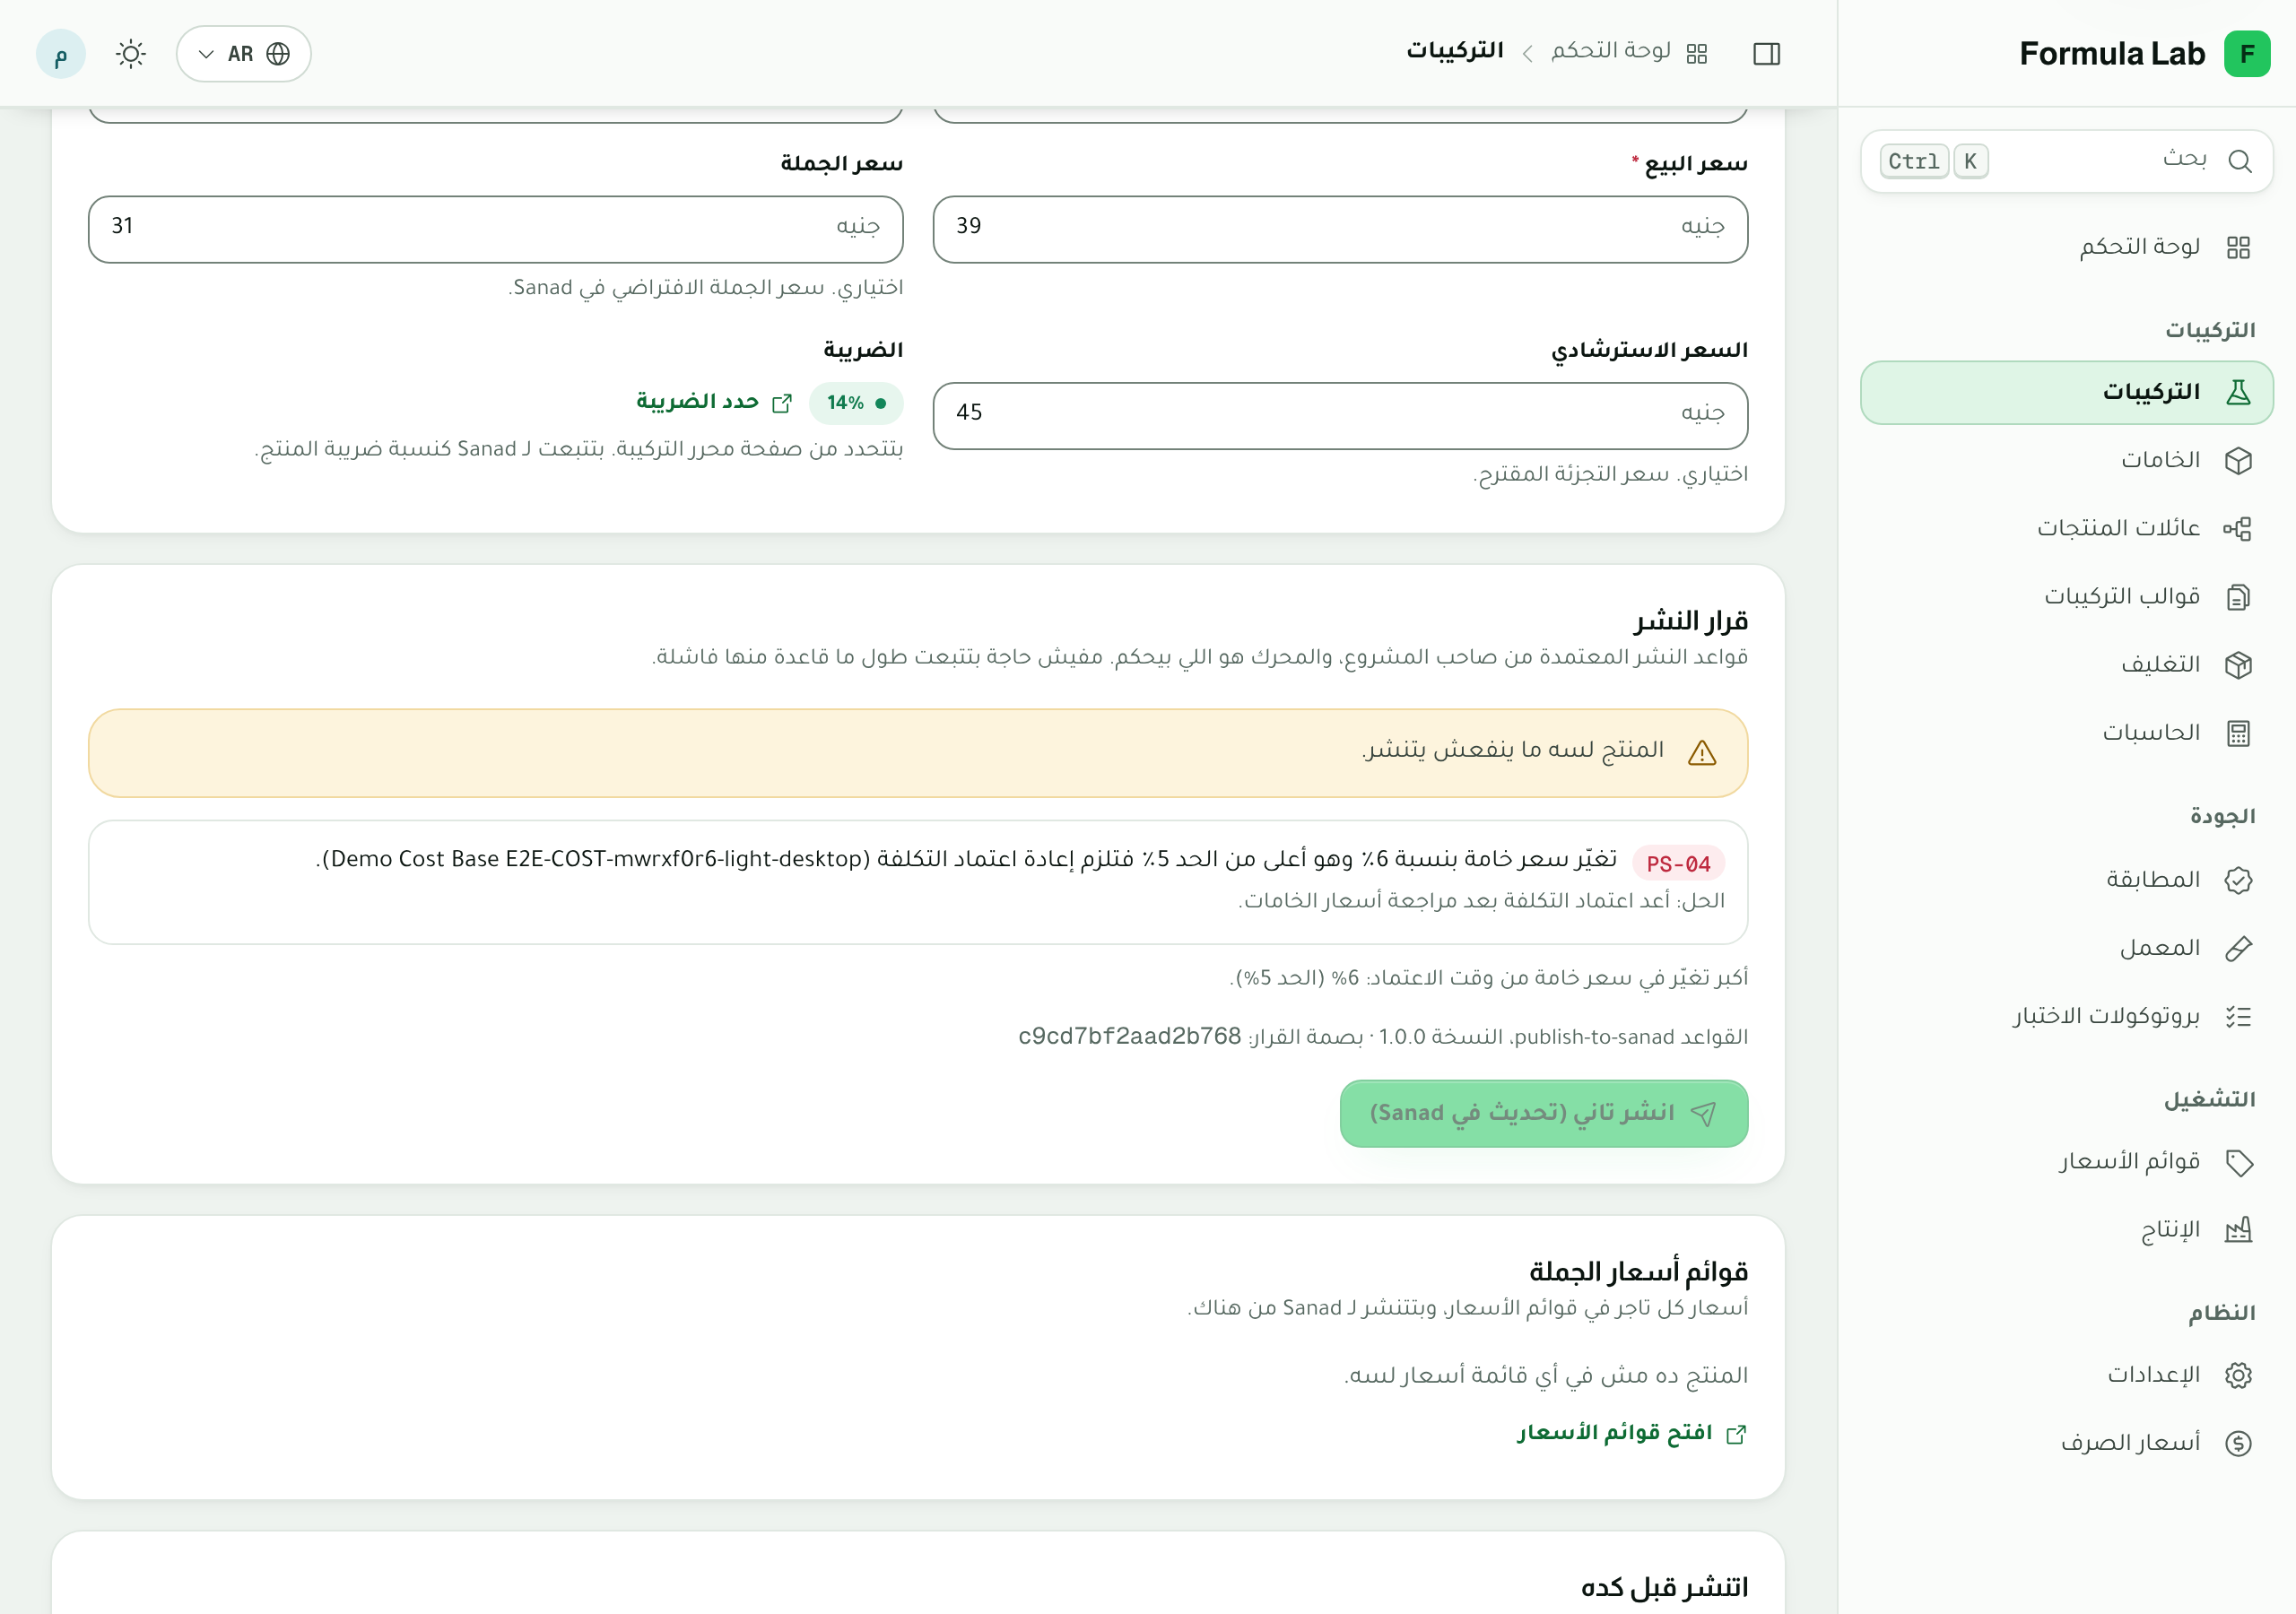 Formula Lab
F
لوحة التحكم
التركيبات
AR
م
بحث
Ctrl K
لوحة التحكم
التركيبات
التركيبات
الخامات
عائلات المنتجات
قوالب التركيبات
التغليف
الحاسبات
الجودة
المطابقة
المعمل
بروتوكولات الاختبار
التشغيل
قوائم الأسعار
الإنتاج
النظام
الإعدادات
أسعار الصرف
سعر البيع *
39 جنيه
سعر الجملة
31 جنيه
اختياري. سعر الجملة الافتراضي في Sanad.
السعر الاسترشادي
45 جنيه
اختياري. سعر التجزئة المقترح.
الضريبة
14% حدد الضريبة
بتتحدد من صفحة محرر التركيبة. بتتبعت لـ Sanad كنسبة ضريبة المنتج.
قرار النشر
قواعد النشر المعتمدة من صاحب المشروع، والمحرك هو اللي بيحكم. مفيش حاجة بتتبعت طول ما قاعدة منها فاشلة.
المنتج لسه ما ينفعش يتنشر.
PS-04 تغيّر سعر خامة بنسبة 6٪ وهو أعلى من الحد 5٪ فتلزم إعادة اعتماد التكلفة (Demo Cost Base E2E-COST-mwrxf0r6-light-desktop).
الحل: أعد اعتماد التكلفة بعد مراجعة أسعار الخامات.
أكبر تغيّر في سعر خامة من وقت الاعتماد: 6% (الحد 5%).
القواعد publish-to-sanad، النسخة 1.0.0 · بصمة القرار: c9cd7bf2aad2b768
انشر تاني (تحديث في Sanad)
قوائم أسعار الجملة
أسعار كل تاجر في قوائم الأسعار، وبتتنشر لـ Sanad من هناك.
المنتج ده مش في أي قائمة أسعار لسه.
افتح قوائم الأسعار
اتنشر قبل كده